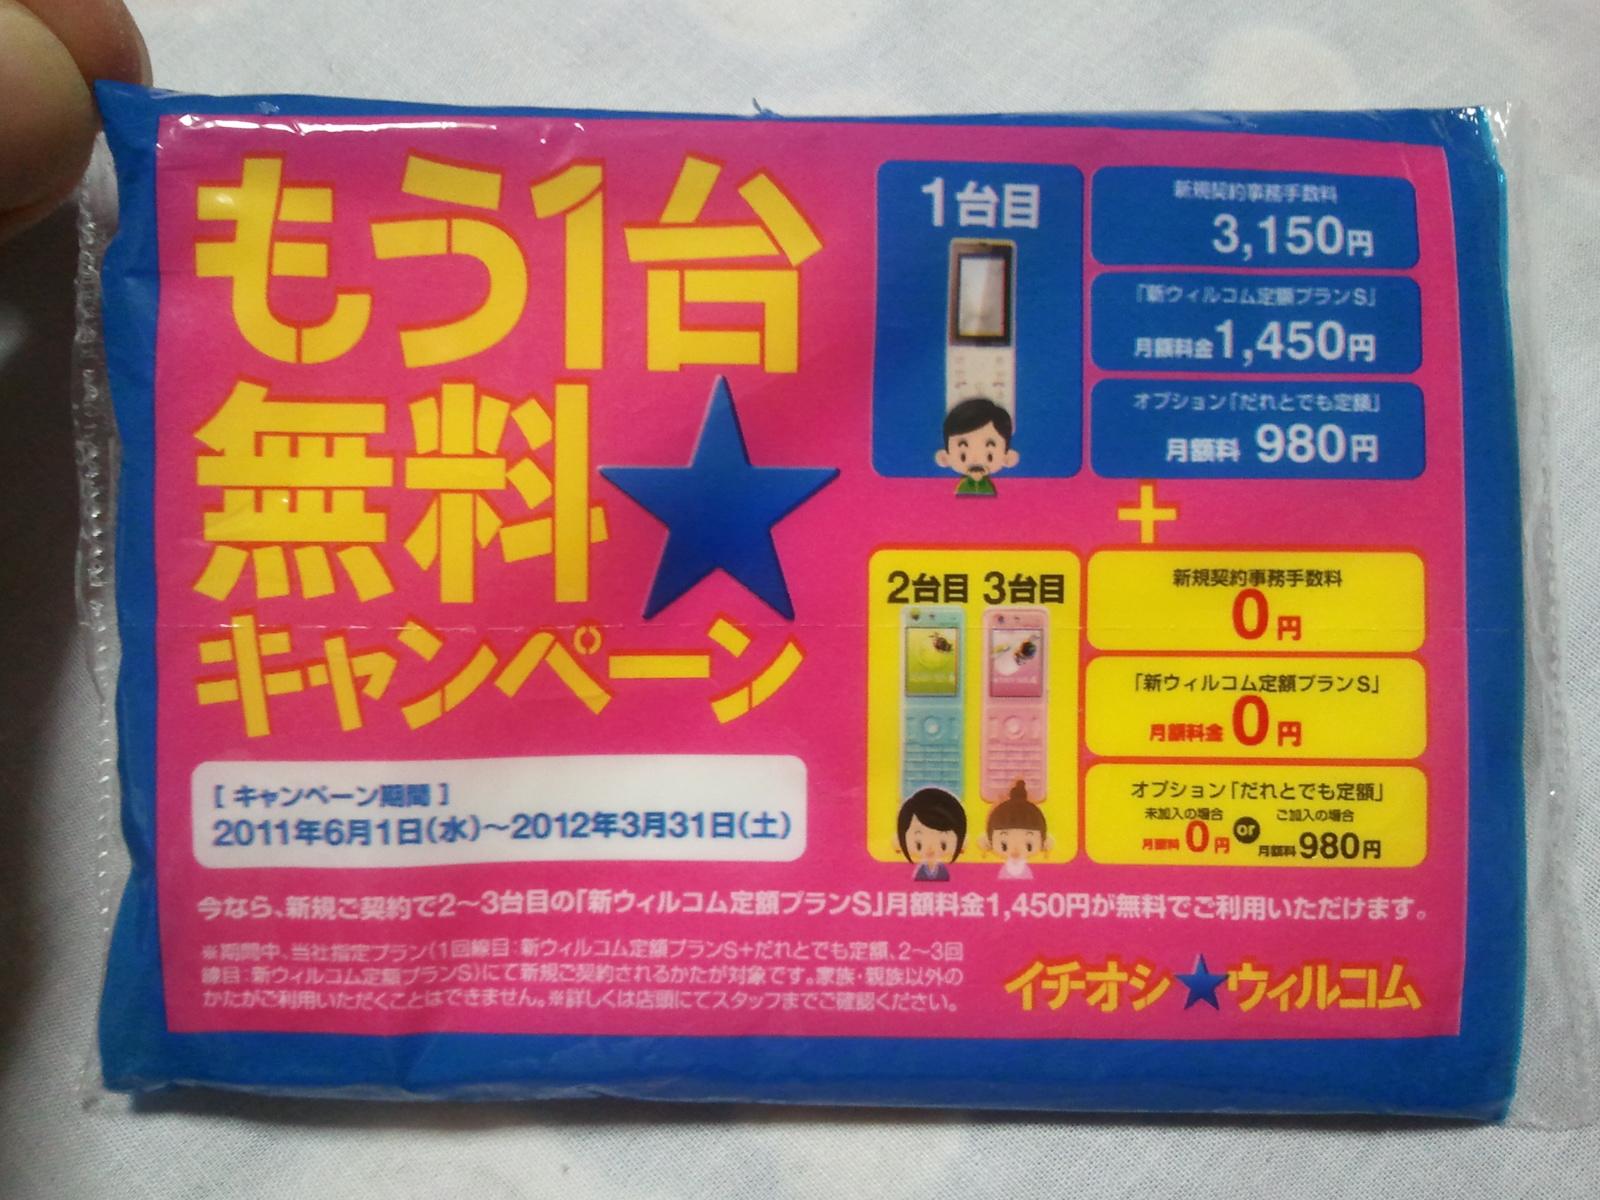 もう1台
無料★
キャンペーン
[ キャンペーン期間 ]
2011年6月1日(水)～2012年3月31日(土)
1台目
新規契約事務手数料
3,150円
「新ウィルコム定額プランS」
月額料金1,450円
オプション「だれとでも定額」
月額料 980円
+
2台目 3台目
新規契約事務手数料
0円
「新ウィルコム定額プランS」
月額料金 0円
オプション「だれとでも定額」
未加入の場合 ご加入の場合
月額料 0円 or 月額料 980円
今なら、新規ご契約で2～3台目の「新ウィルコム定額プランS」月額料金1,450円が無料でご利用いただけます。
※期間中、当社指定プラン(1回線目:新ウィルコム定額プランS+だれとでも定額、2～3回
線目:新ウィルコム定額プランS)にて新規ご契約されるかたが対象です。家族・親族以外の
かたがご利用いただくことはできません。※詳しくは店頭にてスタッフまでご確認ください。
イチオシ★ウィルコム